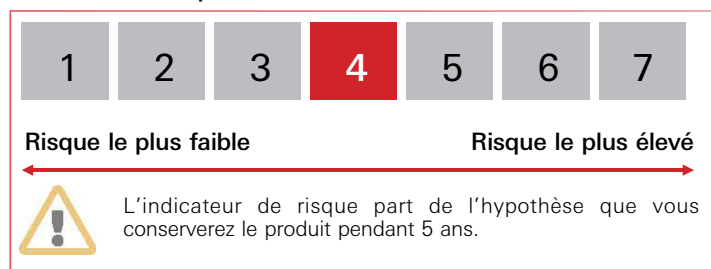 1 2 3 4 5 6 7
Risque le plus faible Risque le plus élevé
L'indicateur de risque part de l'hypothèse que vous
conserverez le produit pendant 5 ans.